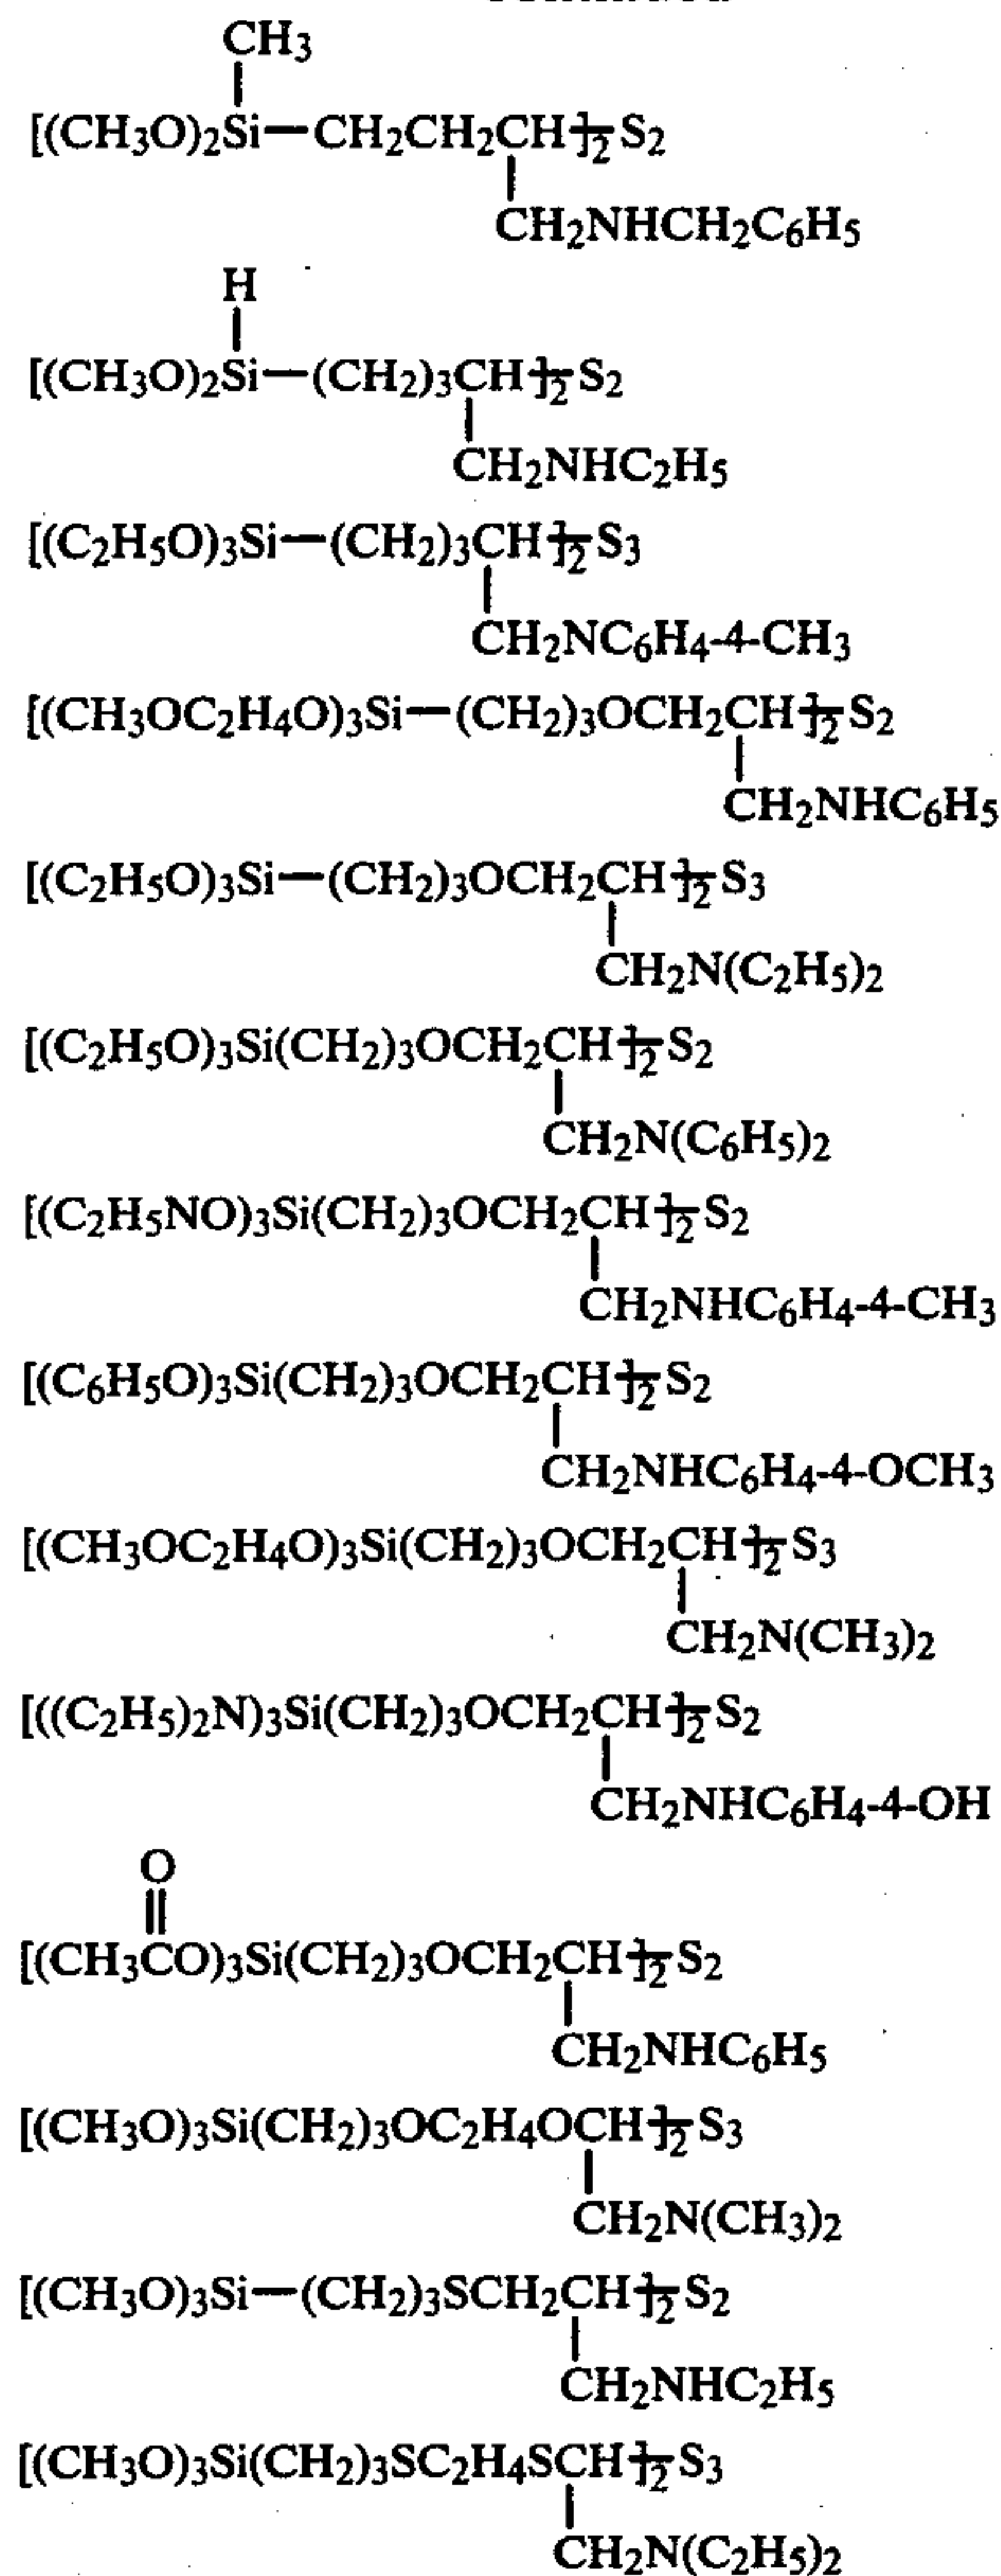 CH3
[(CH3O)2Si—CH2CH2CH]2S2
CH2NHCH2C6H5
H
[(CH3O)2Si—(CH2)3CH]2S2
CH2NHC2H5
[(C2H5O)3Si—(CH2)3CH]2S3
CH2NC6H4-4-CH3
[(CH3OC2H4O)3Si—(CH2)3OCH2CH]2S2
CH2NHC6H5
[(C2H5O)3Si—(CH2)3OCH2CH]2S3
CH2N(C2H5)2
[(C2H5O)3Si(CH2)3OCH2CH]2S2
CH2N(C6H5)2
[(C2H5NO)3Si(CH2)3OCH2CH]2S2
CH2NHC6H4-4-CH3
[(C6H5O)3Si(CH2)3OCH2CH]2S2
CH2NHC6H4-4-OCH3
[(CH3OC2H4O)3Si(CH2)3OCH2CH]2S3
CH2N(CH3)2
[((C2H5)2N)3Si(CH2)3OCH2CH]2S2
CH2NHC6H4-4-OH
O
[(CH3CO)3Si(CH2)3OCH2CH]2S2
CH2NHC6H5
[(CH3O)3Si(CH2)3OC2H4OCH]2S3
CH2N(CH3)2
[(CH3O)3Si—(CH2)3SCH2CH]2S2
CH2NHC2H5
[(CH3O)3Si(CH2)3SC2H4SCH]2S3
CH2N(C2H5)2